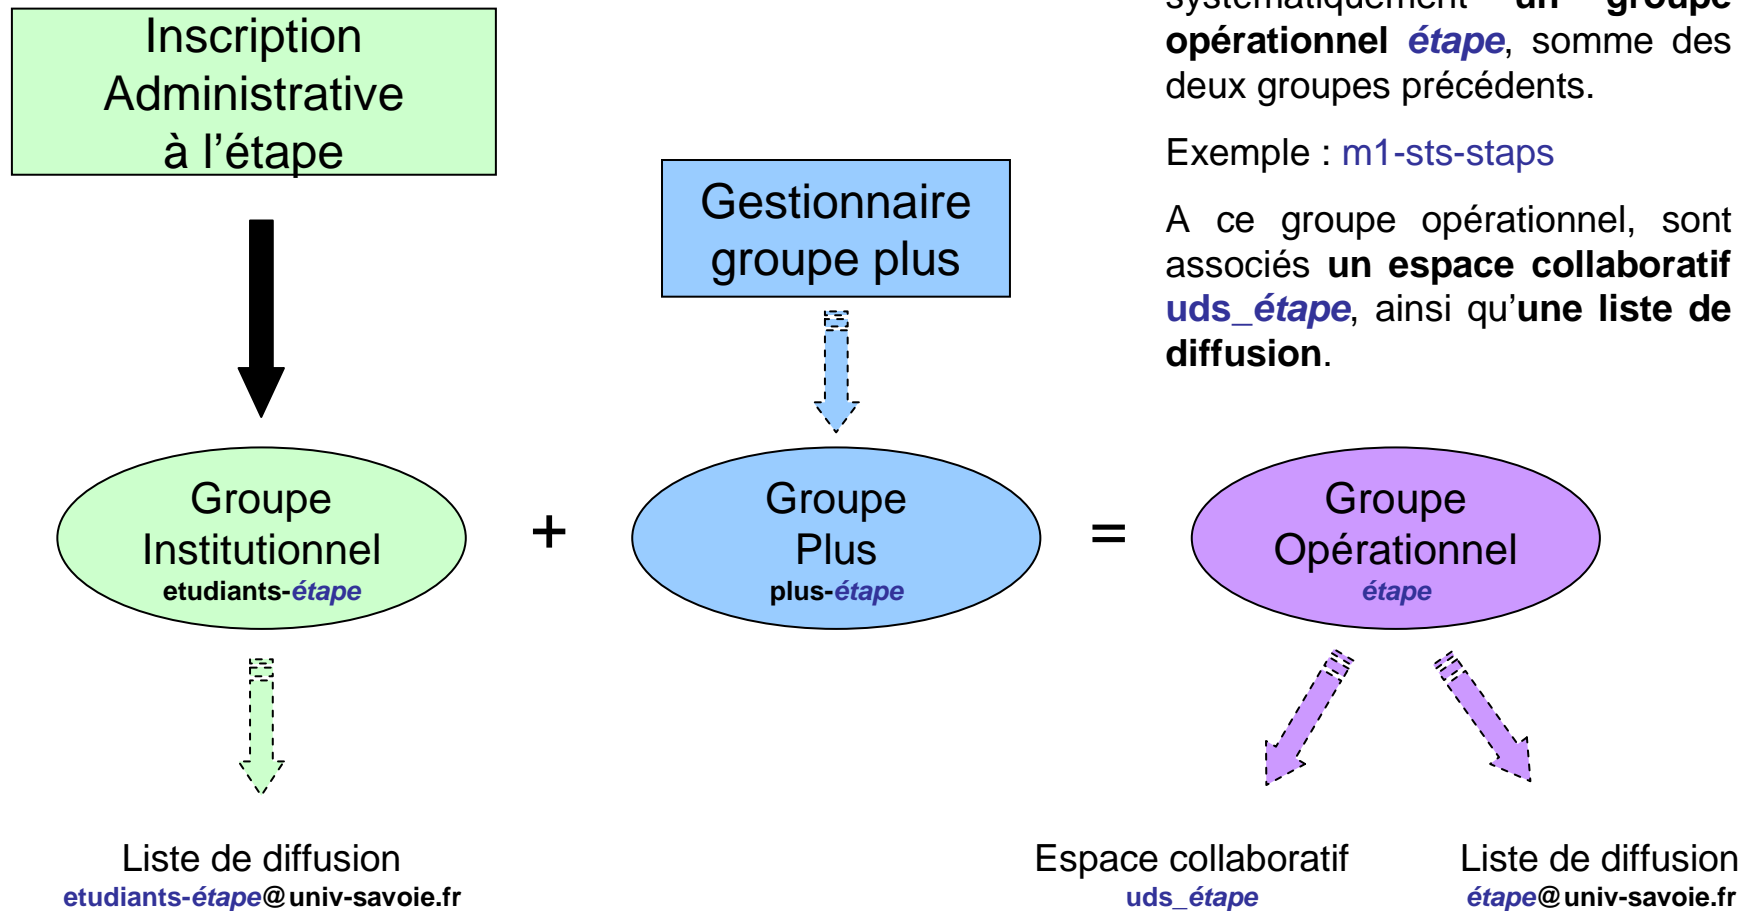 Inscription
Administrative
à l’étape
systématiquement un groupe
opérationnel étape, somme des
deux groupes précédents.
Exemple : m1-sts-staps
A ce groupe opérationnel, sont
associés un espace collaboratif
uds_étape, ainsi qu’une liste de
diffusion.
Gestionnaire
groupe plus
Groupe
Institutionnel
etudiants-étape
+
Groupe
Plus
plus-étape
=
Groupe
Opérationnel
étape
Liste de diffusion
etudiants-étape@univ-savoie.fr
Espace collaboratif
uds_étape
Liste de diffusion
étape@univ-savoie.fr